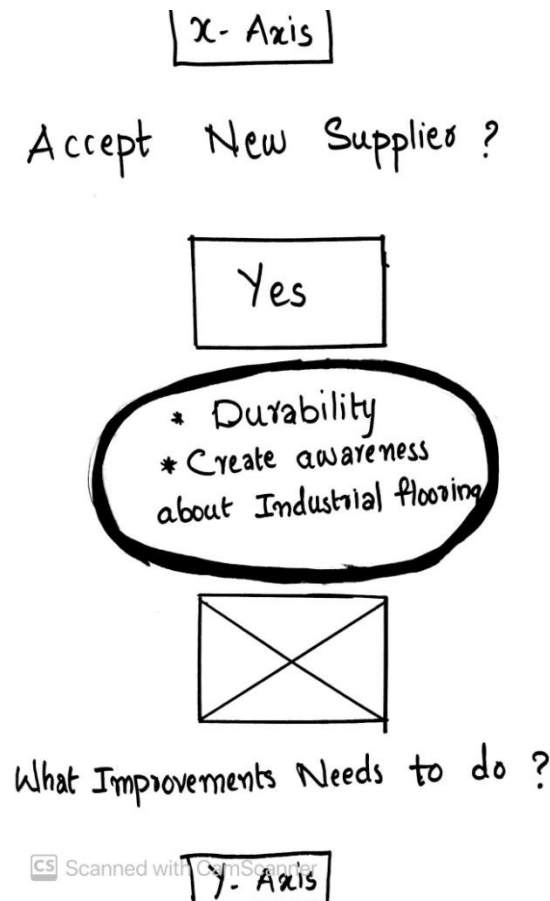 x- Axis
Accept New Supplier ?
Yes
* Durability
* Create awareness
about Industrial flooring
What Improvements Needs to do ?
CS Scanned with CamScanner
Y- Axis